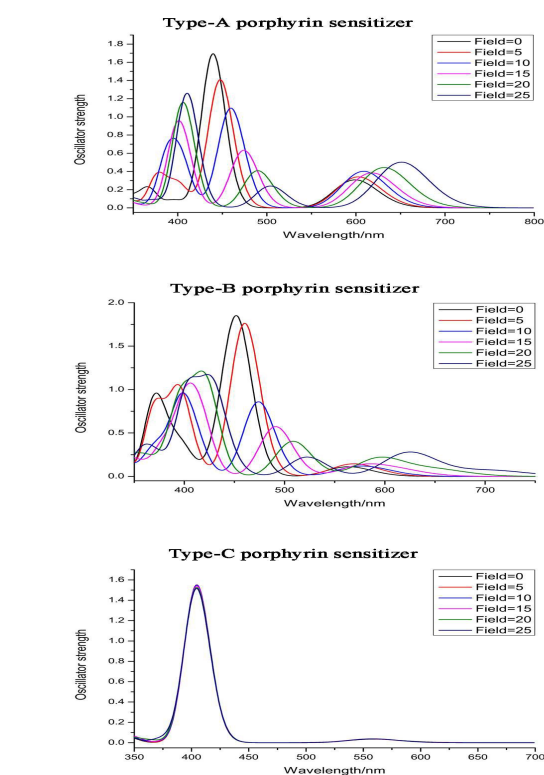 Type-A porphyrin sensitizer
Field=0
Field=5
Field=10
Field=15
Field=20
Field=25
1.8
1.6
1.4
1.2
1.0
0.8
0.6
0.4
0.2
0.0
Oscillator strength
400 500 600 700 800
Wavelength/nm
Type-B porphyrin sensitizer
Field=0
Field=5
Field=10
Field=15
Field=20
Field=25
2.0
1.5
1.0
0.5
0.0
Oscillator strength
400 500 600 700
Wavelength/nm
Type-C porphyrin sensitizer
Field=0
Field=5
Field=10
Field=15
Field=20
Field=25
1.6
1.4
1.2
1.0
0.8
0.6
0.4
0.2
0.0
Oscillator strength
350 400 450 500 550 600 650 700
Wavelength/nm